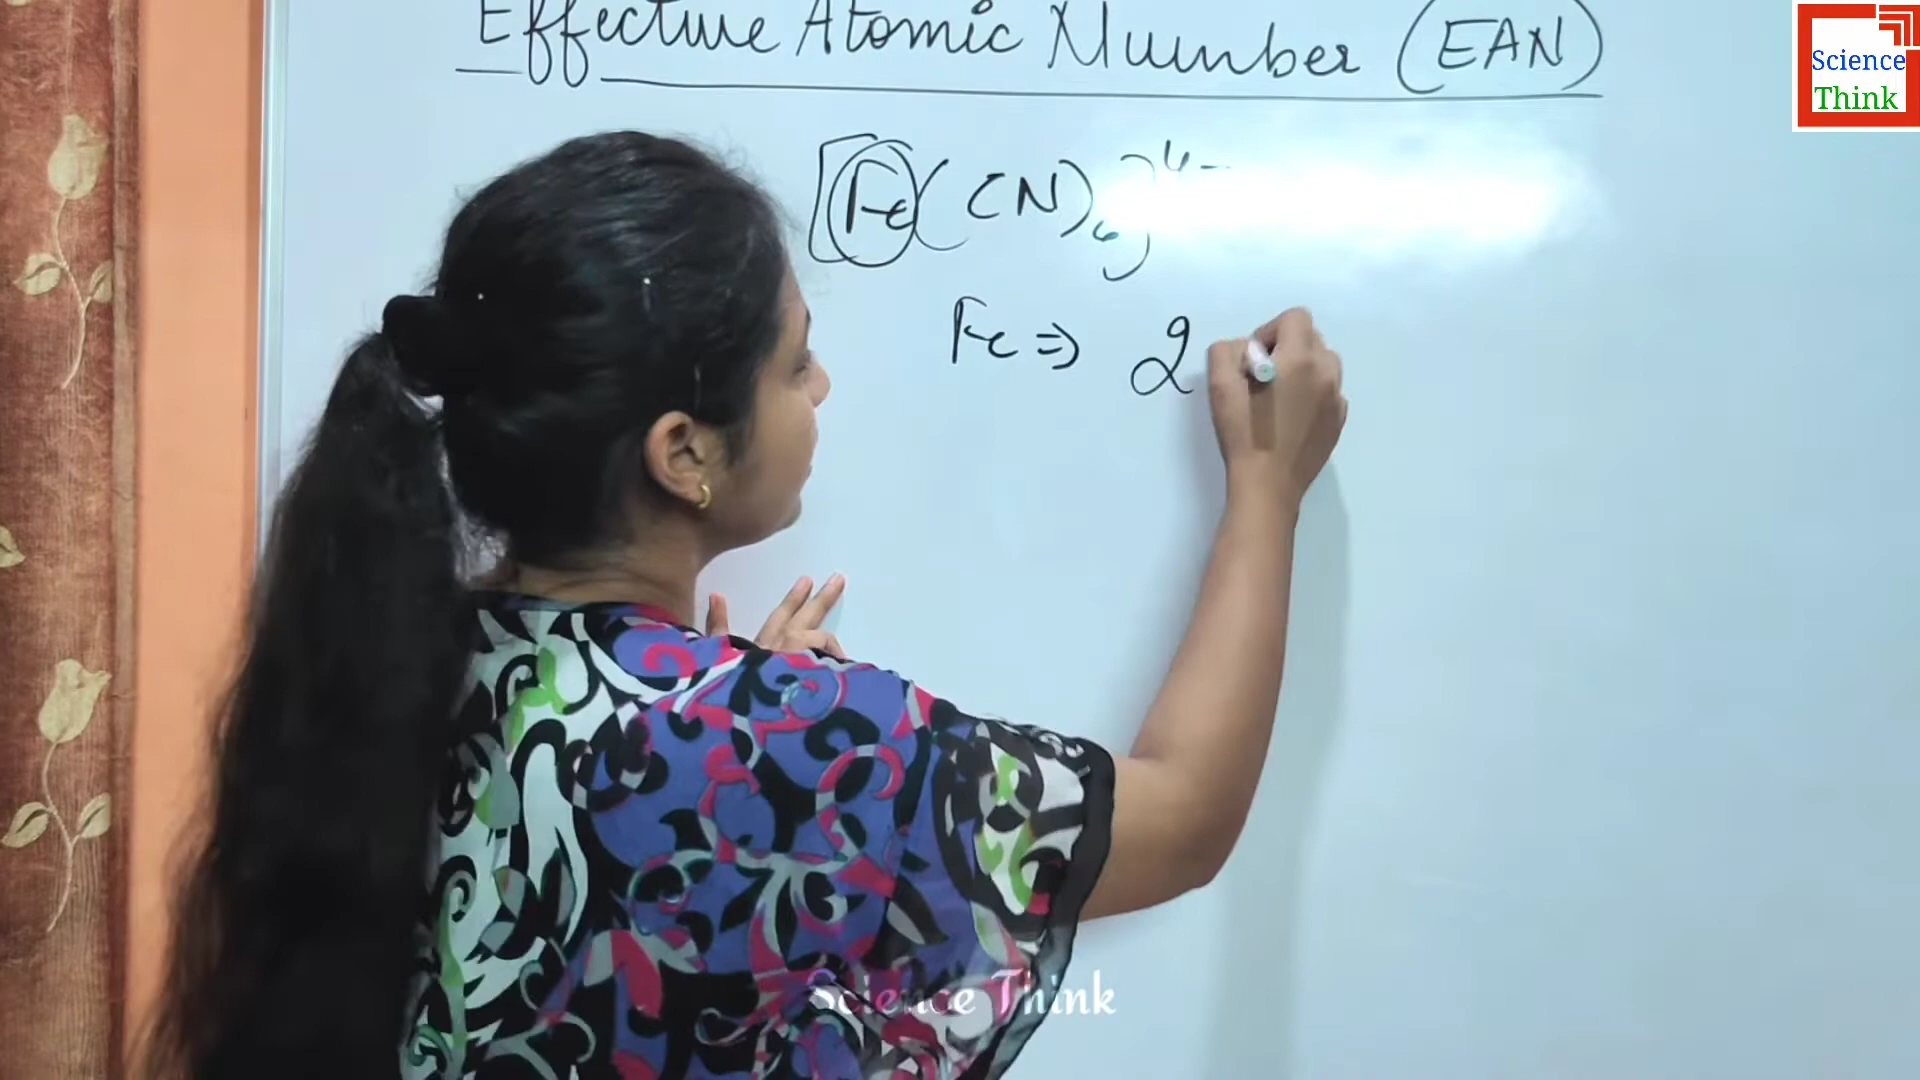 Effective Atomic Number (EAN)
[Fe(CN)₆]⁴⁻
Fe ⇒ 2
Science
Think
Science Think